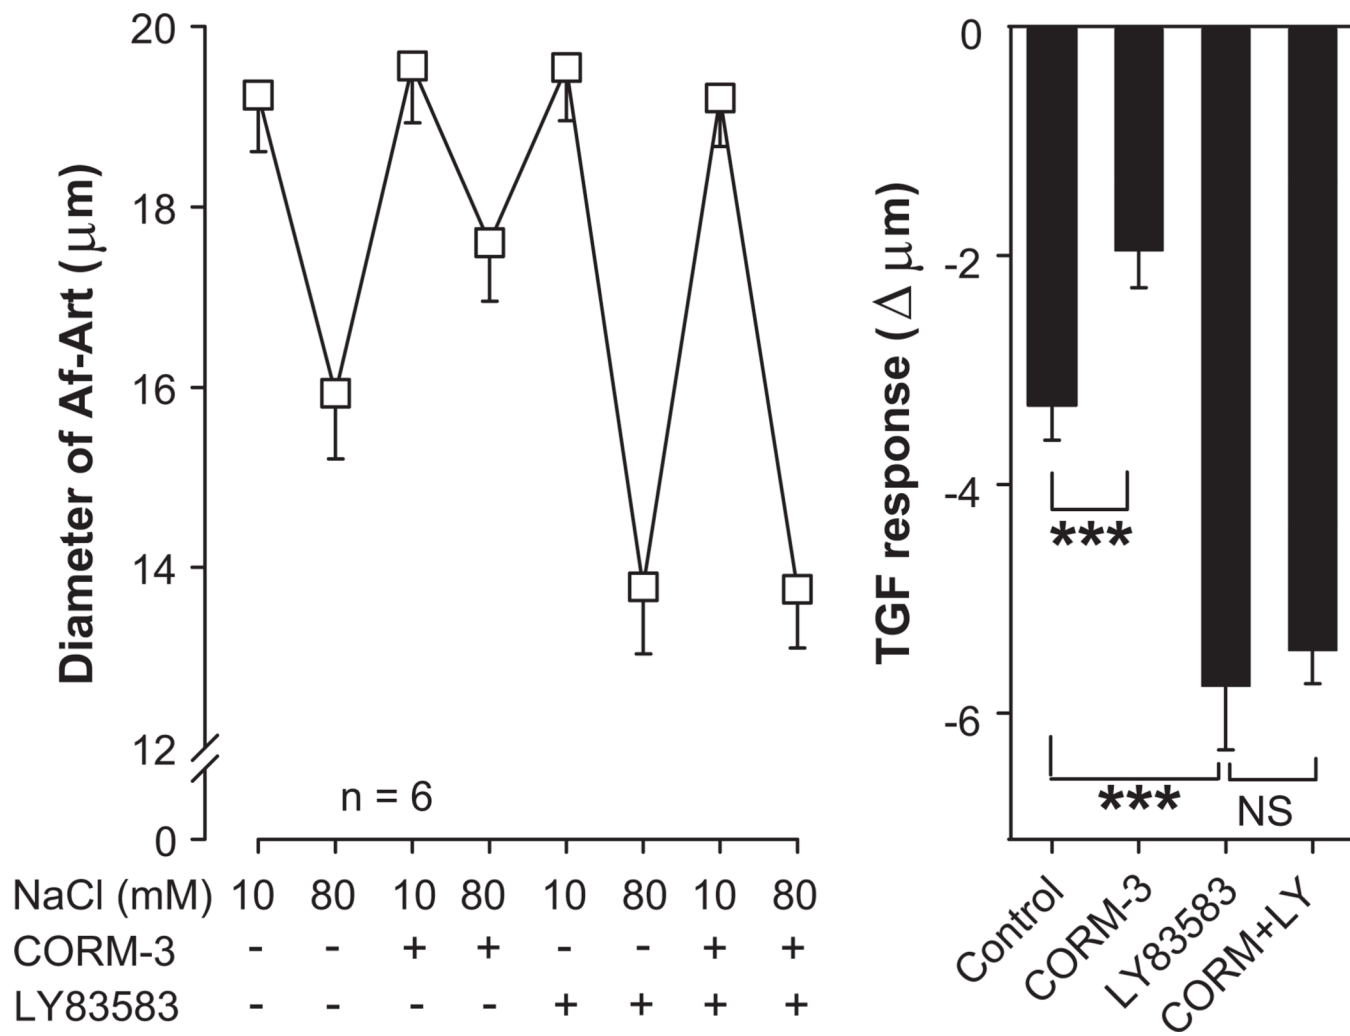 Diameter of Af-Art (μm)
20
18
16
14
12
0
n = 6
NaCl (mM) 10 80 10 80 10 80 10 80
CORM-3 - - + + - - + +
LY83583 - - - - + + + +
TGF response (Δ μm)
0
-2
-4
-6
***
***
NS
Control
CORM-3
LY83583
CORM+LY